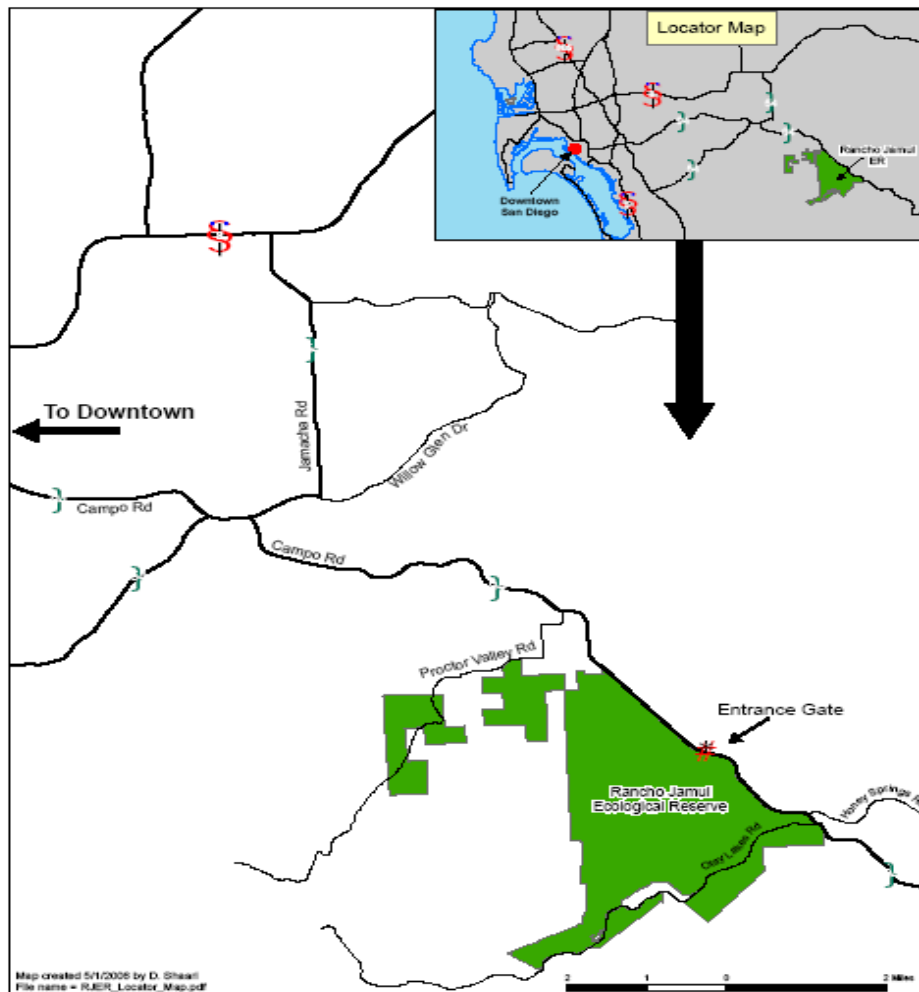 Locator Map
Rancho Jamul
ER
Downtown
San Diego
To Downtown
Jamacha Rd
Willow Glen Dr
Campo Rd
Campo Rd
Proctor Valley Rd
Entrance Gate
Rancho Jamul
Ecological Reserve
Honey Springs R
Otay Lakes Rd
Map created 5/1/2006 by D.
File name = RJER_Locator_Map.pdf
2 1 0 2 Miles